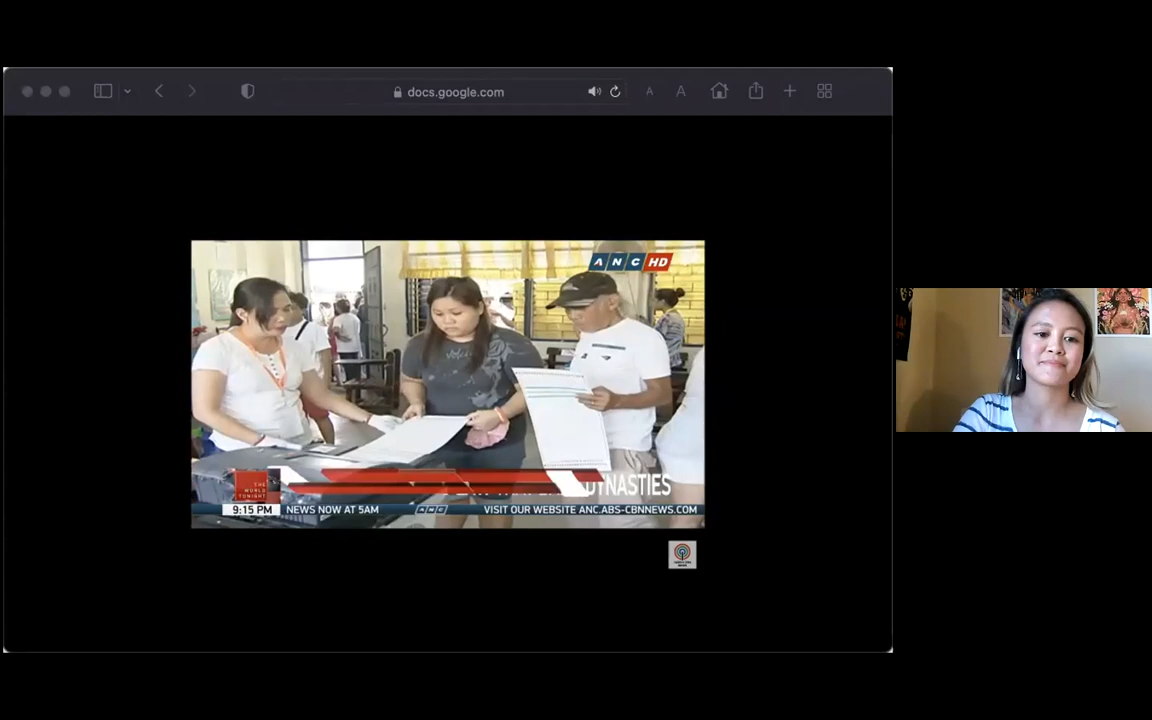 docs.google.com
A A
ANC HD
DYNASTIES
THE
WORLD
TONIGHT
9:15 PM NEWS NOW AT 5AM ANC VISIT OUR WEBSITE ANC.ABS-CBNNEWS.COM